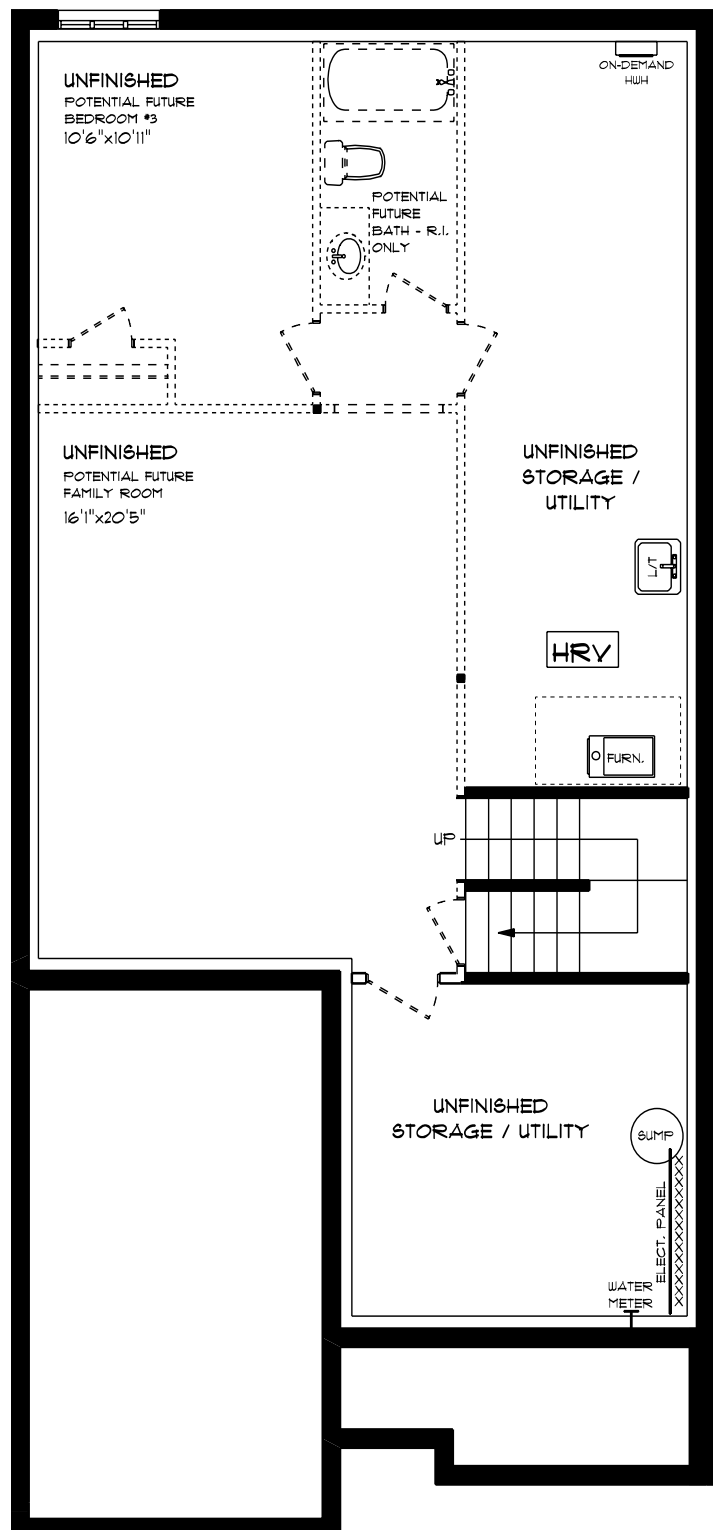 UNFINISHED
POTENTIAL FUTURE
BEDROOM #3
10'6"x10'11"
ON-DEMAND
HWH
POTENTIAL
FUTURE
BATH - R.I.
ONLY
UNFINISHED
POTENTIAL FUTURE
FAMILY ROOM
16'1"x20'5"
UNFINISHED
STORAGE /
UTILITY
L/T
HRV
FURN.
UP
UNFINISHED
STORAGE / UTILITY
SUMP
ELECT. PANEL
WATER
METER